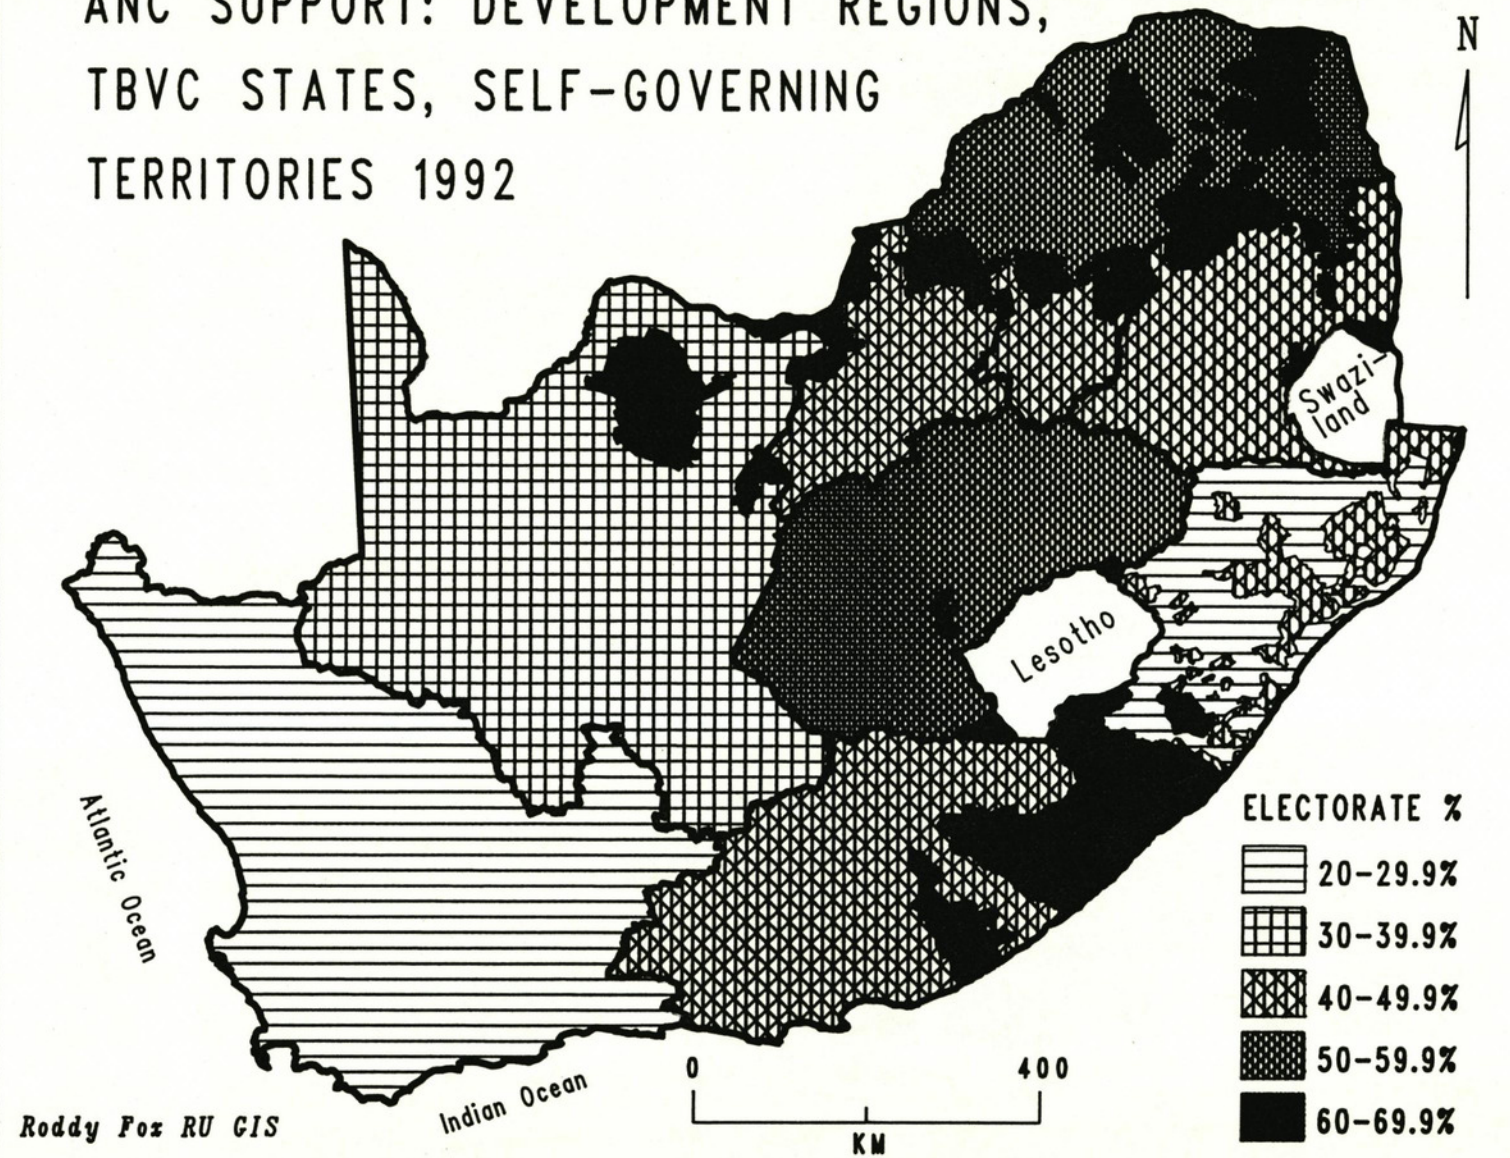 ANC SUPPORT: DEVELOPMENT REGIONS,
TBVC STATES, SELF-GOVERNING
TERRITORIES 1992
N
Swazi-
land
Lesotho
Atlantic Ocean
Indian Ocean
ELECTORATE %
20-29.9%
30-39.9%
40-49.9%
50-59.9%
60-69.9%
0 400
KM
Roddy Fox RU GIS